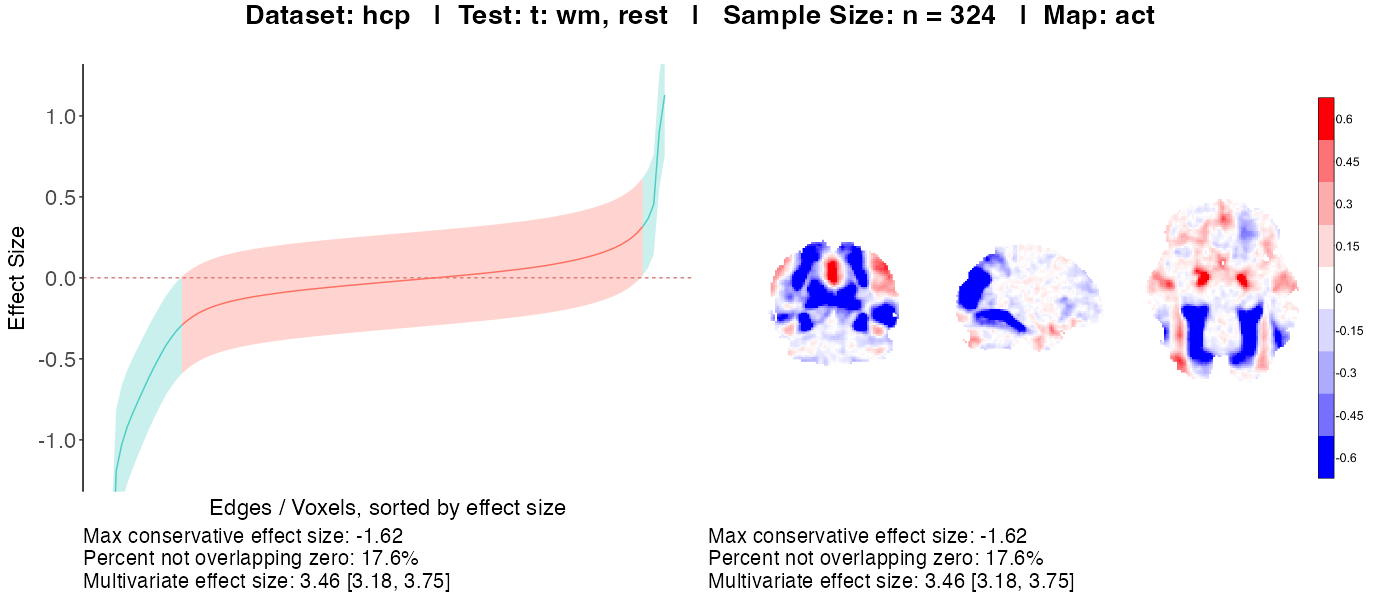 Dataset: hcp | Test: t: wm, rest | Sample Size: n = 324 | Map: act
Effect Size
1.0
0.5
0.0
-0.5
-1.0
Edges / Voxels, sorted by effect size
Max conservative effect size: -1.62
Percent not overlapping zero: 17.6%
Multivariate effect size: 3.46 [3.18, 3.75]
0.6
0.45
0.3
0.15
0
-0.15
-0.3
-0.45
-0.6
Max conservative effect size: -1.62
Percent not overlapping zero: 17.6%
Multivariate effect size: 3.46 [3.18, 3.75]